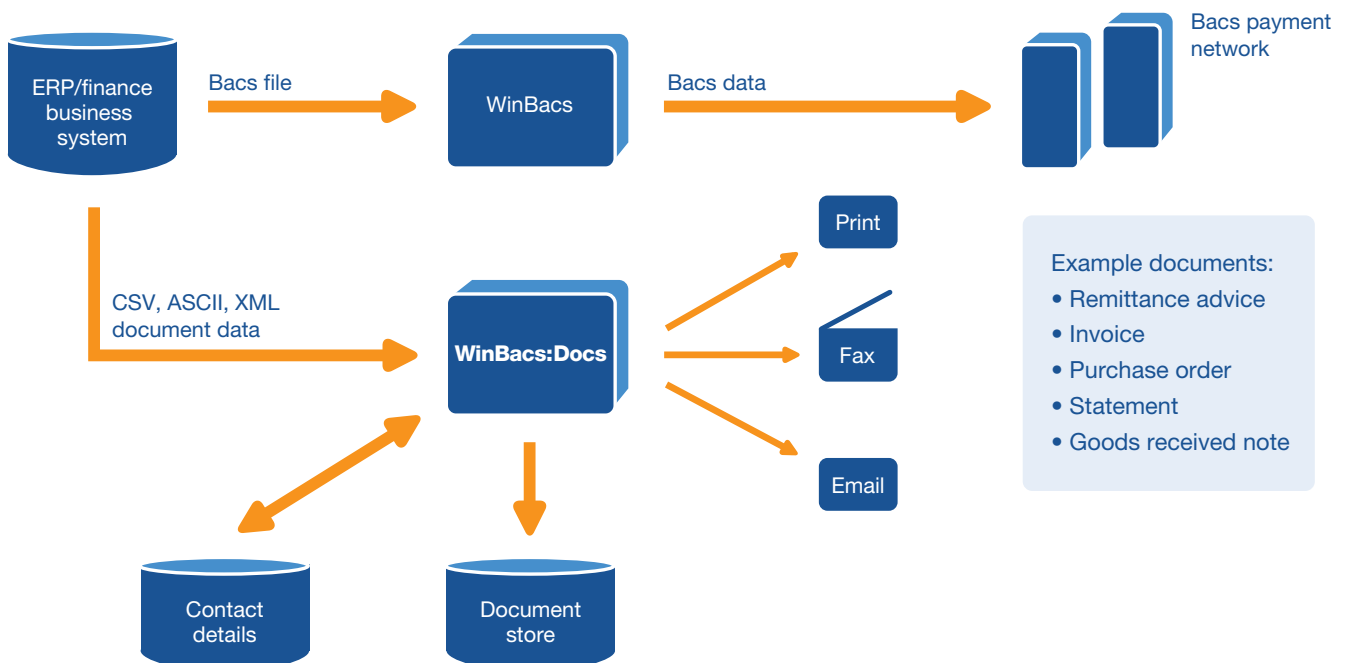 ERP/finance
business
system
Bacs file
WinBacs
Bacs data
Bacs payment
network
CSV, ASCII, XML
document data
WinBacs:Docs
Print
Fax
Email
Example documents:
• Remittance advice
• Invoice
• Purchase order
• Statement
• Goods received note
Contact
details
Document
store